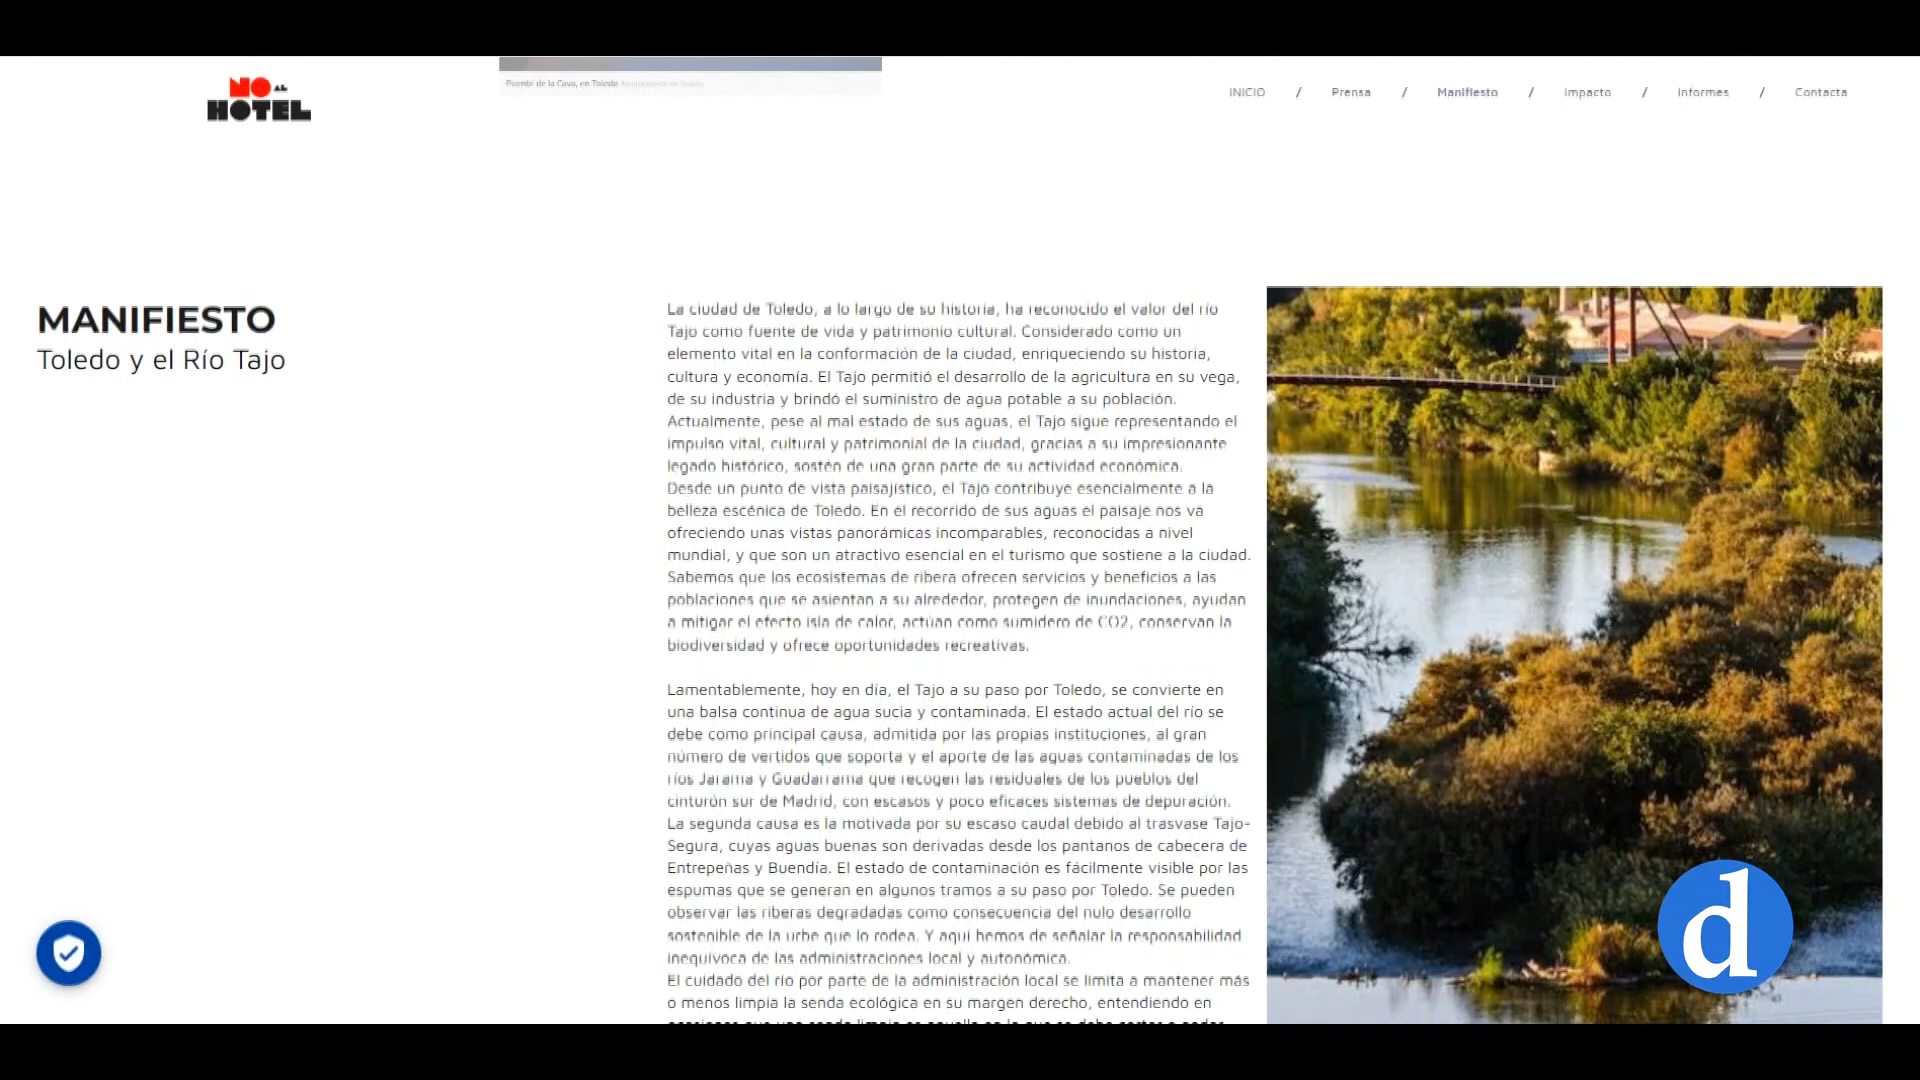 NO AL
HOTEL
Puente de la Cava, en Toledo Ayuntamiento de Toledo
INICIO / Prensa / Manifiesto / Impacto / Informes / Contacta
MANIFIESTO
Toledo y el Río Tajo
La ciudad de Toledo, a lo largo de su historia, ha reconocido el valor del río
Tajo como fuente de vida y patrimonio cultural. Considerado como un
elemento vital en la conformación de la ciudad, enriqueciendo su historia,
cultura y economía. El Tajo permitió el desarrollo de la agricultura en su vega,
de su industria y brindó el suministro de agua potable a su población.
Actualmente, pese al mal estado de sus aguas, el Tajo sigue representando el
impulso vital, cultural y patrimonial de la ciudad, gracias a su impresionante
legado histórico, sostén de una gran parte de su actividad económica.
Desde un punto de vista paisajístico, el Tajo contribuye esencialmente a la
belleza escénica de Toledo. En el recorrido de sus aguas el paisaje nos va
ofreciendo unas vistas panorámicas incomparables, reconocidas a nivel
mundial, y que son un atractivo esencial en el turismo que sostiene a la ciudad.
Sabemos que los ecosistemas de ribera ofrecen servicios y beneficios a las
poblaciones que se asientan a su alrededor, protegen de inundaciones, ayudan
a mitigar el efecto isla de calor, actúan como sumidero de CO2, conservan la
biodiversidad y ofrece oportunidades recreativas.
Lamentablemente, hoy en día, el Tajo a su paso por Toledo, se convierte en
una balsa continua de agua sucia y contaminada. El estado actual del río se
debe como principal causa, admitida por las propias instituciones, al gran
número de vertidos que soporta y el aporte de las aguas contaminadas de los
ríos Jarama y Guadarrama que recogen las residuales de los pueblos del
cinturón sur de Madrid, con escasos y poco eficaces sistemas de depuración.
La segunda causa es la motivada por su escaso caudal debido al trasvase Tajo-
Segura, cuyas aguas buenas son derivadas desde los pantanos de cabecera de
Entrepeñas y Buendía. El estado de contaminación es fácilmente visible por las
espumas que se generan en algunos tramos a su paso por Toledo. Se pueden
observar las riberas degradadas como consecuencia del nulo desarrollo
sostenible de la urbe que lo rodea. Y aquí hemos de señalar la responsabilidad
inequívoca de las administraciones local y autonómica.
El cuidado del río por parte de la administración local se limita a mantener más
o menos limpia la senda ecológica en su margen derecho, entendiendo en
ocasiones que una senda limpia es aquella en la que se debe cortar o podar
d